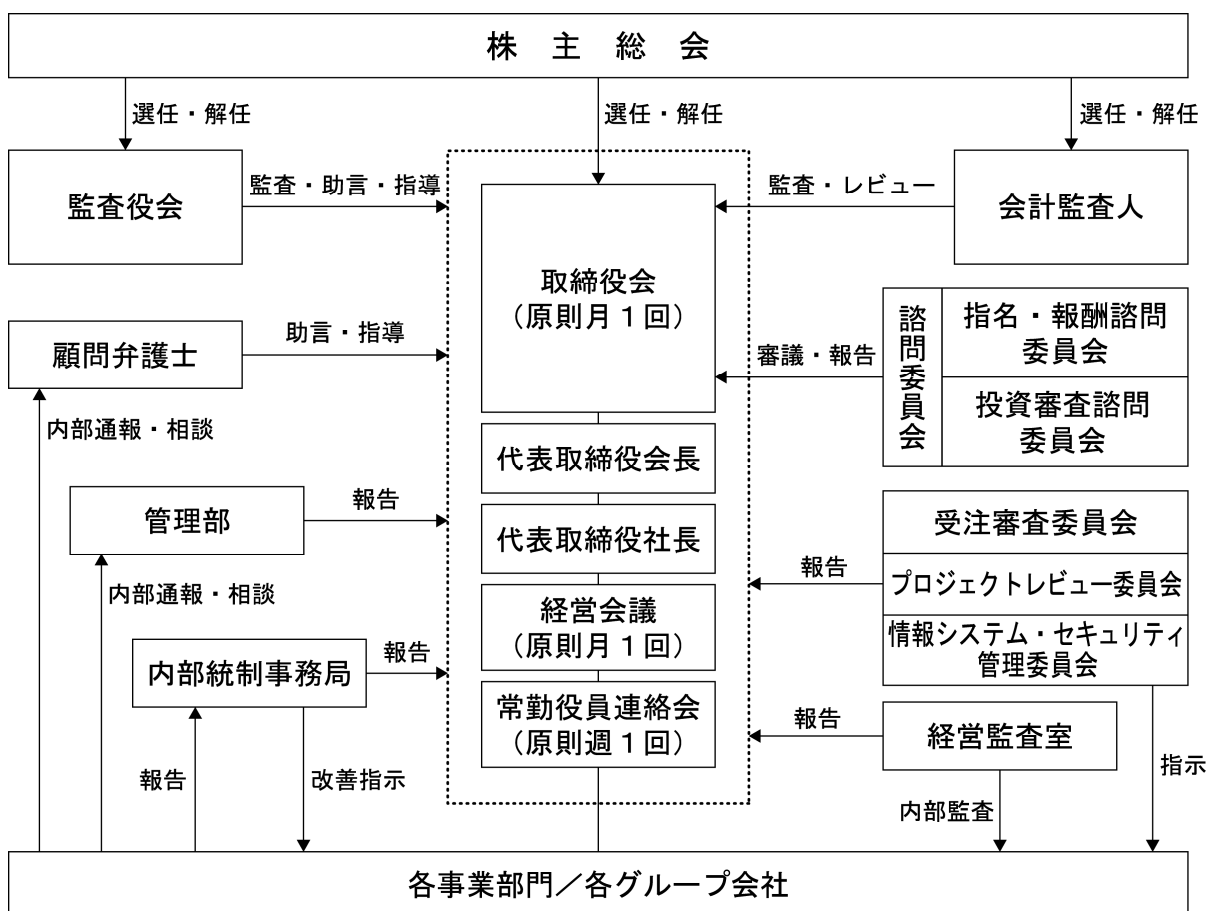 株主総会
選任・解任
選任・解任
選任・解任
監査役会
監査・助言・指導
取締役会
（原則月１回）
監査・レビュー
会計監査人
顧問弁護士
助言・指導
審議・報告
諮問委員会
指名・報酬諮問
委員会
投資審査諮問
委員会
内部通報・相談
代表取締役会長
管理部
報告
代表取締役社長
報告
受注審査委員会
プロジェクトレビュー委員会
情報システム・セキュリティ
管理委員会
内部通報・相談
経営会議
（原則月１回）
内部統制事務局
報告
常勤役員連絡会
（原則週１回）
報告
経営監査室
報告
改善指示
内部監査
指示
各事業部門／各グループ会社